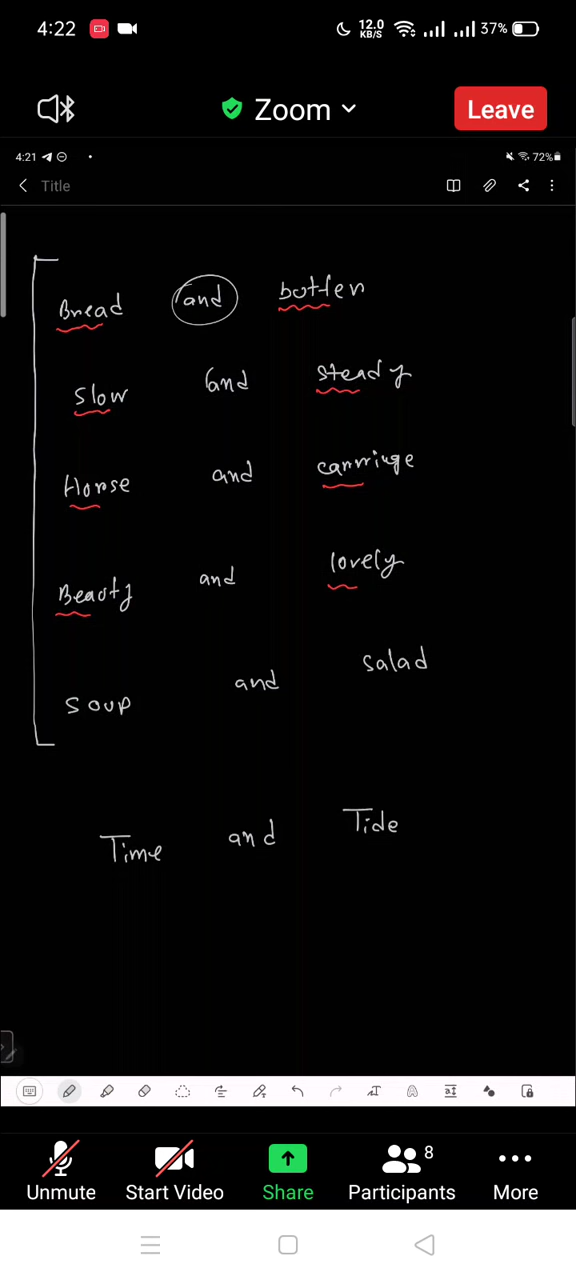 4:22 12.0 KB/S 37%
Zoom Leave
4:21 72%
Title
Bread and butter
Slow and steady
Horse and carriage
Beauty and lovely
Soup and salad
Time and Tide
8
Unmute Start Video Share Participants More